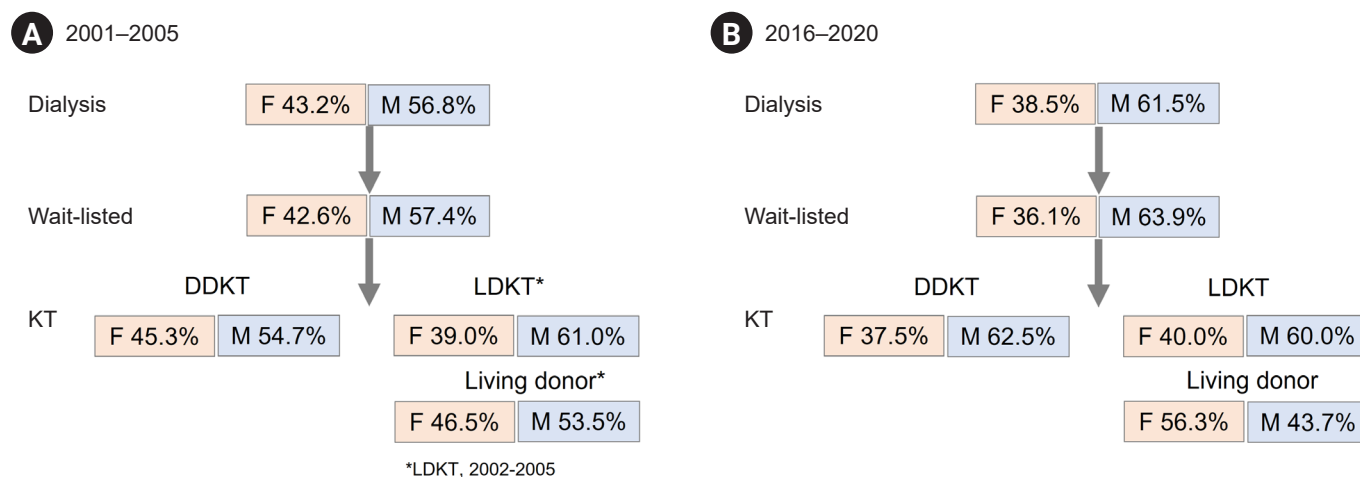 A 2001–2005
Dialysis
F 43.2% M 56.8%
Wait-listed
F 42.6% M 57.4%
DDKT LDKT*
KT
F 45.3% M 54.7% F 39.0% M 61.0%
Living donor*
F 46.5% M 53.5%
*LDKT, 2002-2005
B 2016–2020
Dialysis
F 38.5% M 61.5%
Wait-listed
F 36.1% M 63.9%
DDKT LDKT
KT
F 37.5% M 62.5% F 40.0% M 60.0%
Living donor
F 56.3% M 43.7%